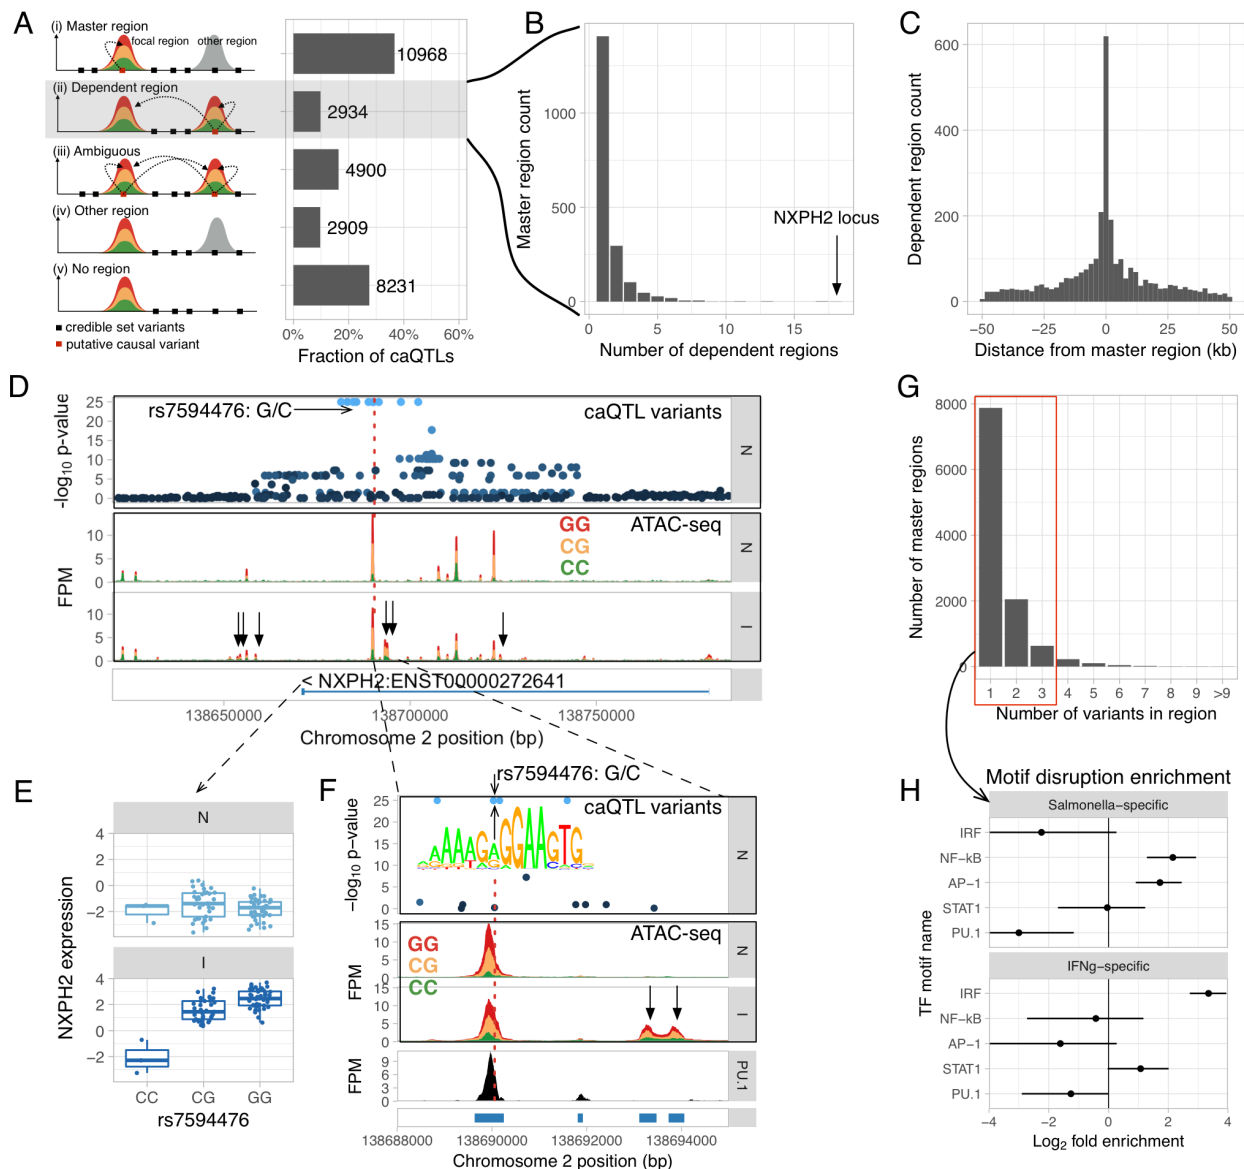 A
(i) Master region
focal region
other region
(ii) Dependent region
(iii) Ambiguous
(iv) Other region
(v) No region
credible set variants
putative causal variant
10968
2934
4900
2909
8231
0%
20%
40%
60%
Fraction of caQTLs
B
Master region count
1000
500
0
NXPH2 locus
0
5
10
15
Number of dependent regions
C
Dependent region count
600
400
200
0
−50
−25
0
25
50
Distance from master region (kb)
D
rs7594476: G/C
caQTL variants
-log10 p-value
25
20
15
10
5
0
N
ATAC-seq
GG
CG
CC
FPM
10
5
0
N
10
5
0
I
< NXPH2:ENST00000272641
138650000
138700000
138750000
Chromosome 2 position (bp)
E
NXPH2 expression
N
4
2
0
−2
I
4
2
0
−2
CC
CG
GG
rs7594476
F
rs7594476: G/C
caQTL variants
−log10 p−value
25
20
15
10
5
0
N
ATAC-seq
GG
CG
CC
FPM
15
10
5
0
N
15
10
5
0
I
FPM
9
6
3
0
PU.1
138688000
138690000
138692000
138694000
Chromosome 2 position (bp)
G
Number of master regions
8000
6000
4000
2000
0
1
2
3
4
5
6
7
8
9
>9
Number of variants in region
H
Motif disruption enrichment
TF motif name
Salmonella−specific
IRF
NF−kB
AP−1
STAT1
PU.1
IFNg−specific
IRF
NF−kB
AP−1
STAT1
PU.1
−4
−2
0
2
4
Log2 fold enrichment